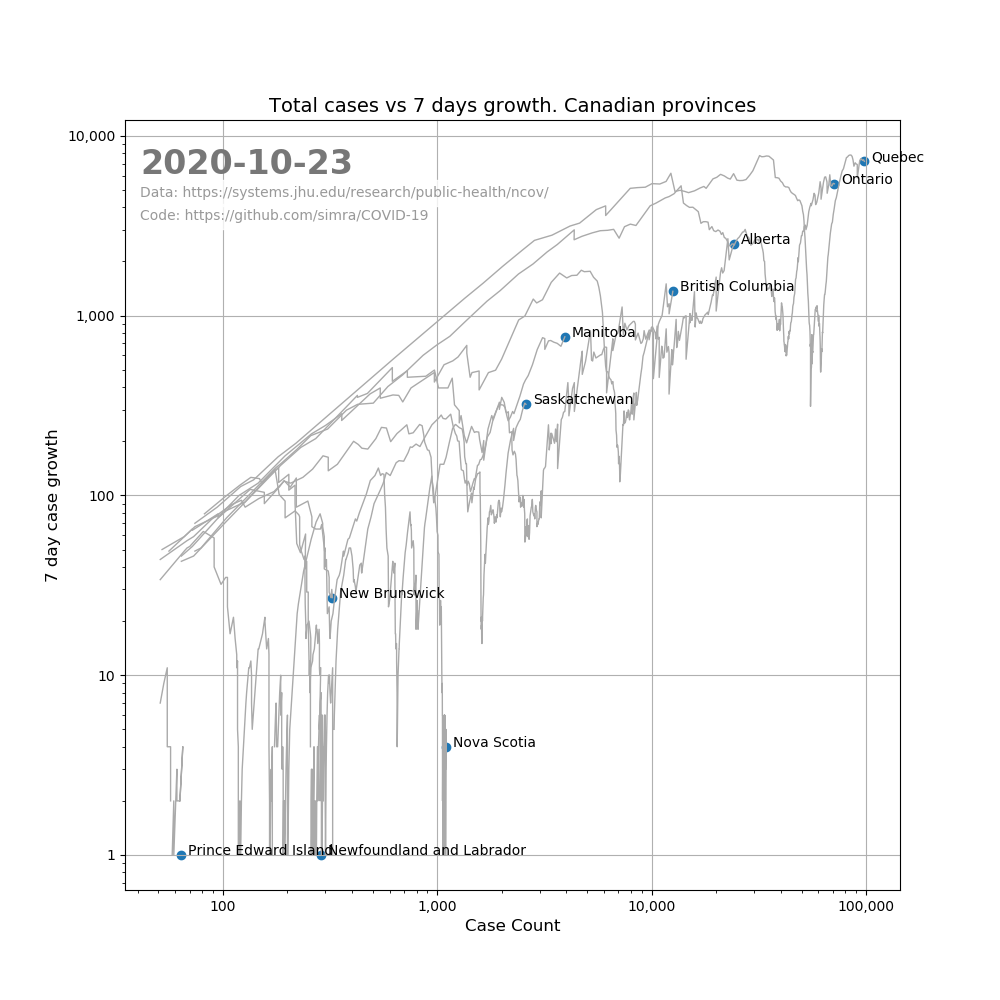 Total cases vs 7 days growth. Canadian provinces
10,000
2020-10-23
Quebec
Data: https://systems.jhu.edu/research/public-health/ncov/
Ontario
Code: https://github.com/simra/COVID-19
Alberta
British Columbia
1,000
Manitoba
Saskatchewan
100
7 day case growth
New Brunswick
10
Nova Scotia
1
Prince Edward Island
Newfoundland and Labrador
100
1,000
10,000
100,000
Case Count